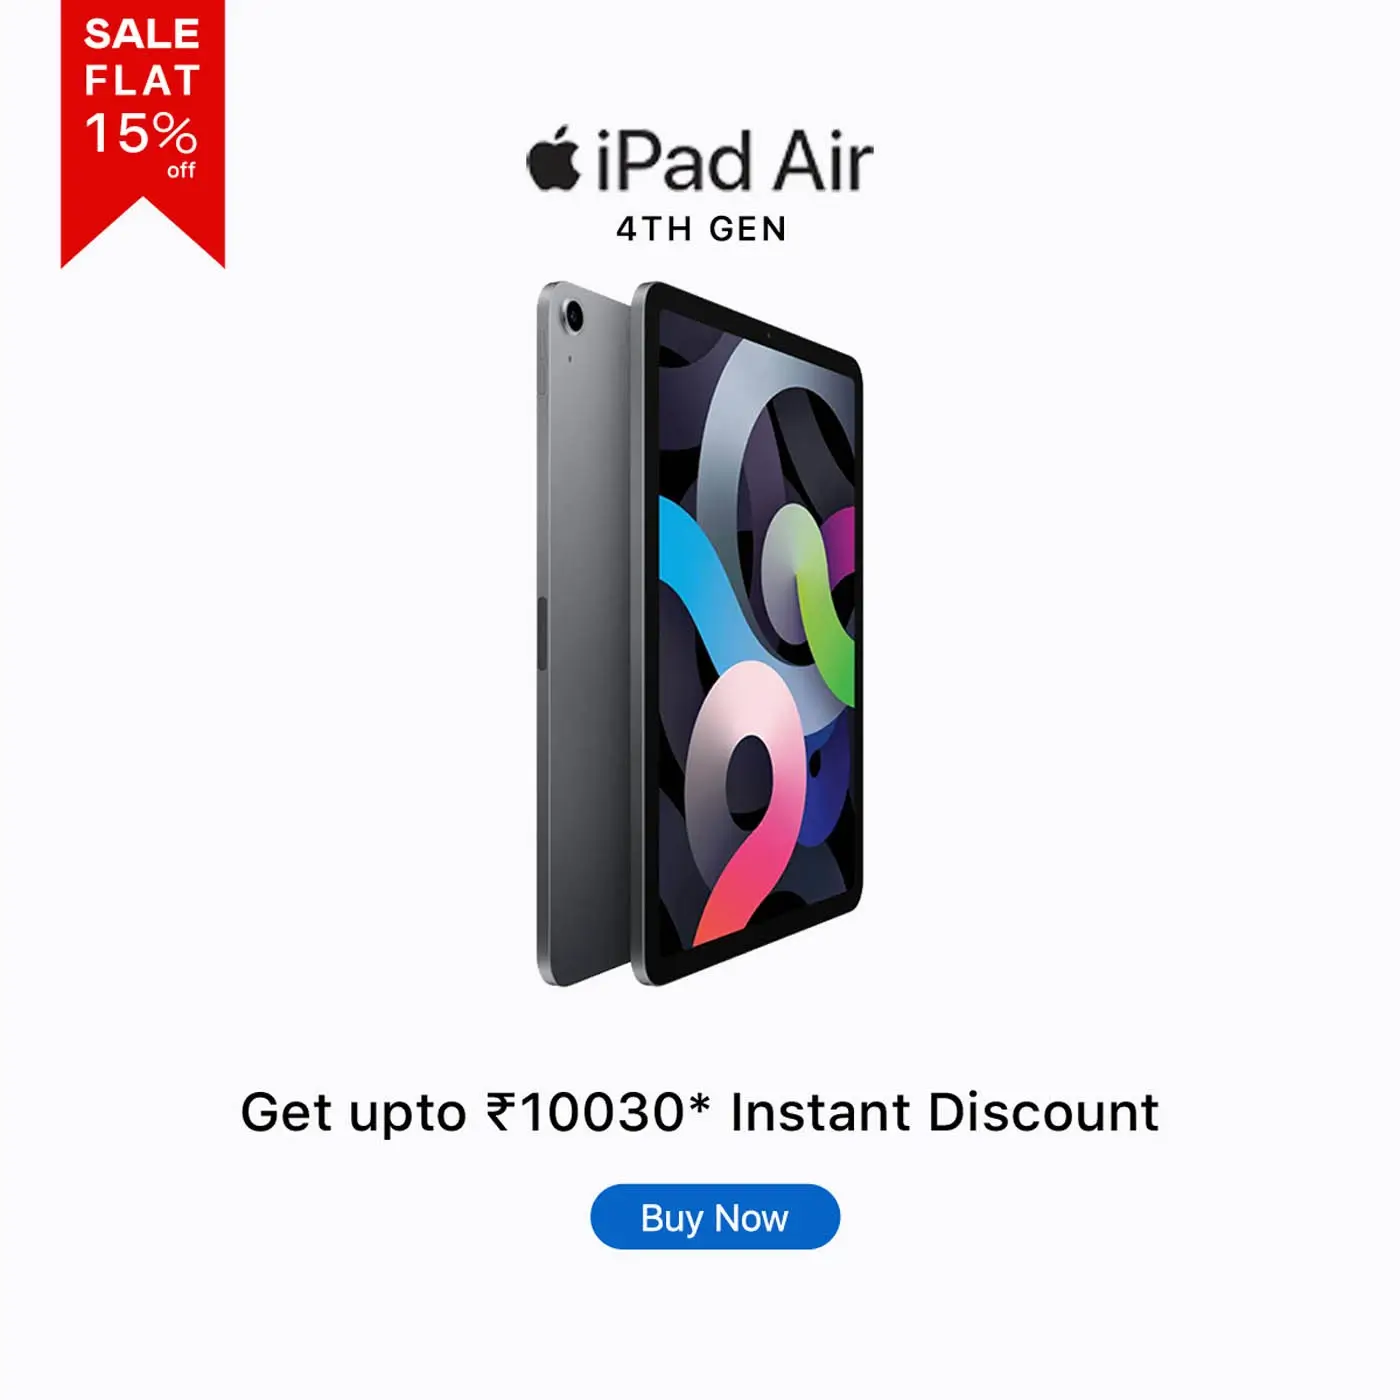 SALE
FLAT
15%
off
iPad Air
4TH GEN
Get upto ₹10030* Instant Discount
Buy Now